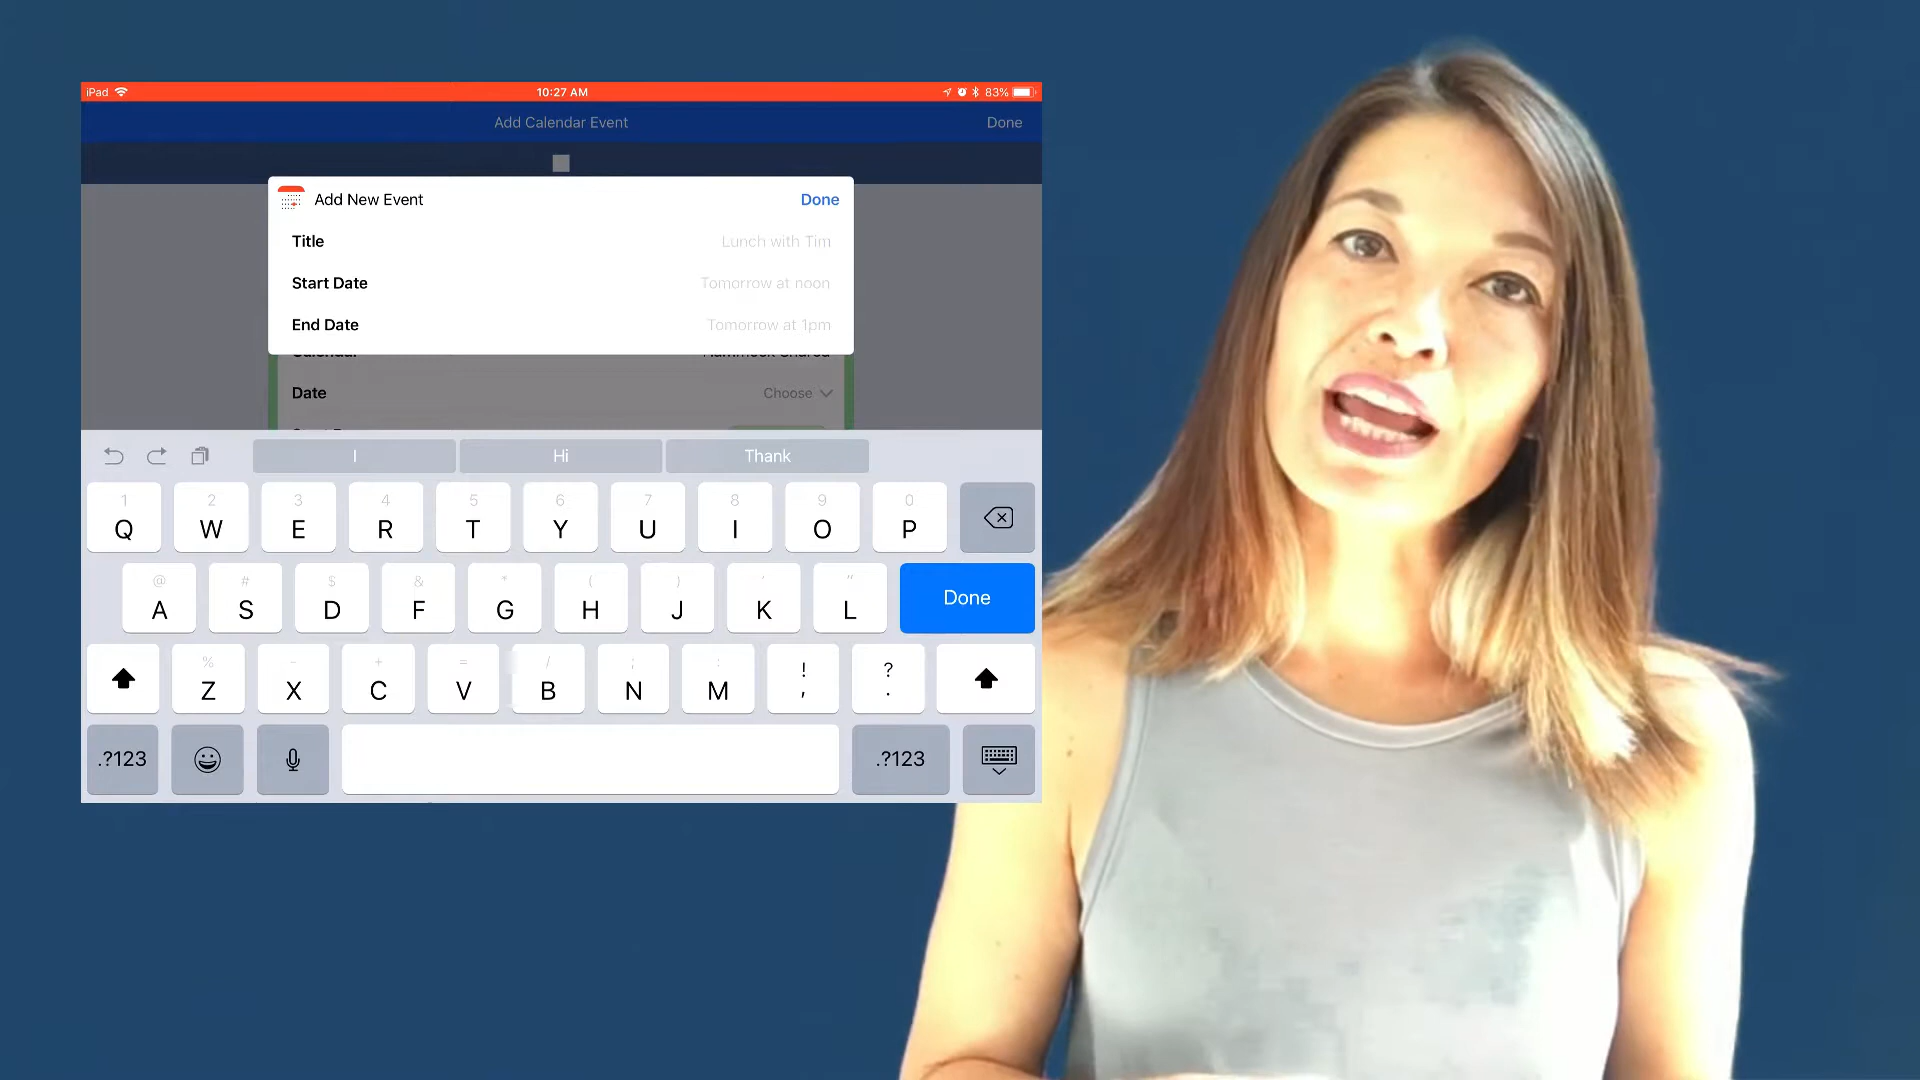 iPad 10:27 AM 83%
Add Calendar Event Done
Add New Event Done
Title Lunch with Tim
Start Date Tomorrow at noon
End Date Tomorrow at 1pm
Date Choose
I Hi Thank
1 2 3 4 5 6 7 8 9 0
Q W E R T Y U I O P
@ # $ & * ( ) ' "
A S D F G H J K L Done
% - + = / ; : ! ?
Z X C V B N M , .
.?123 .?123